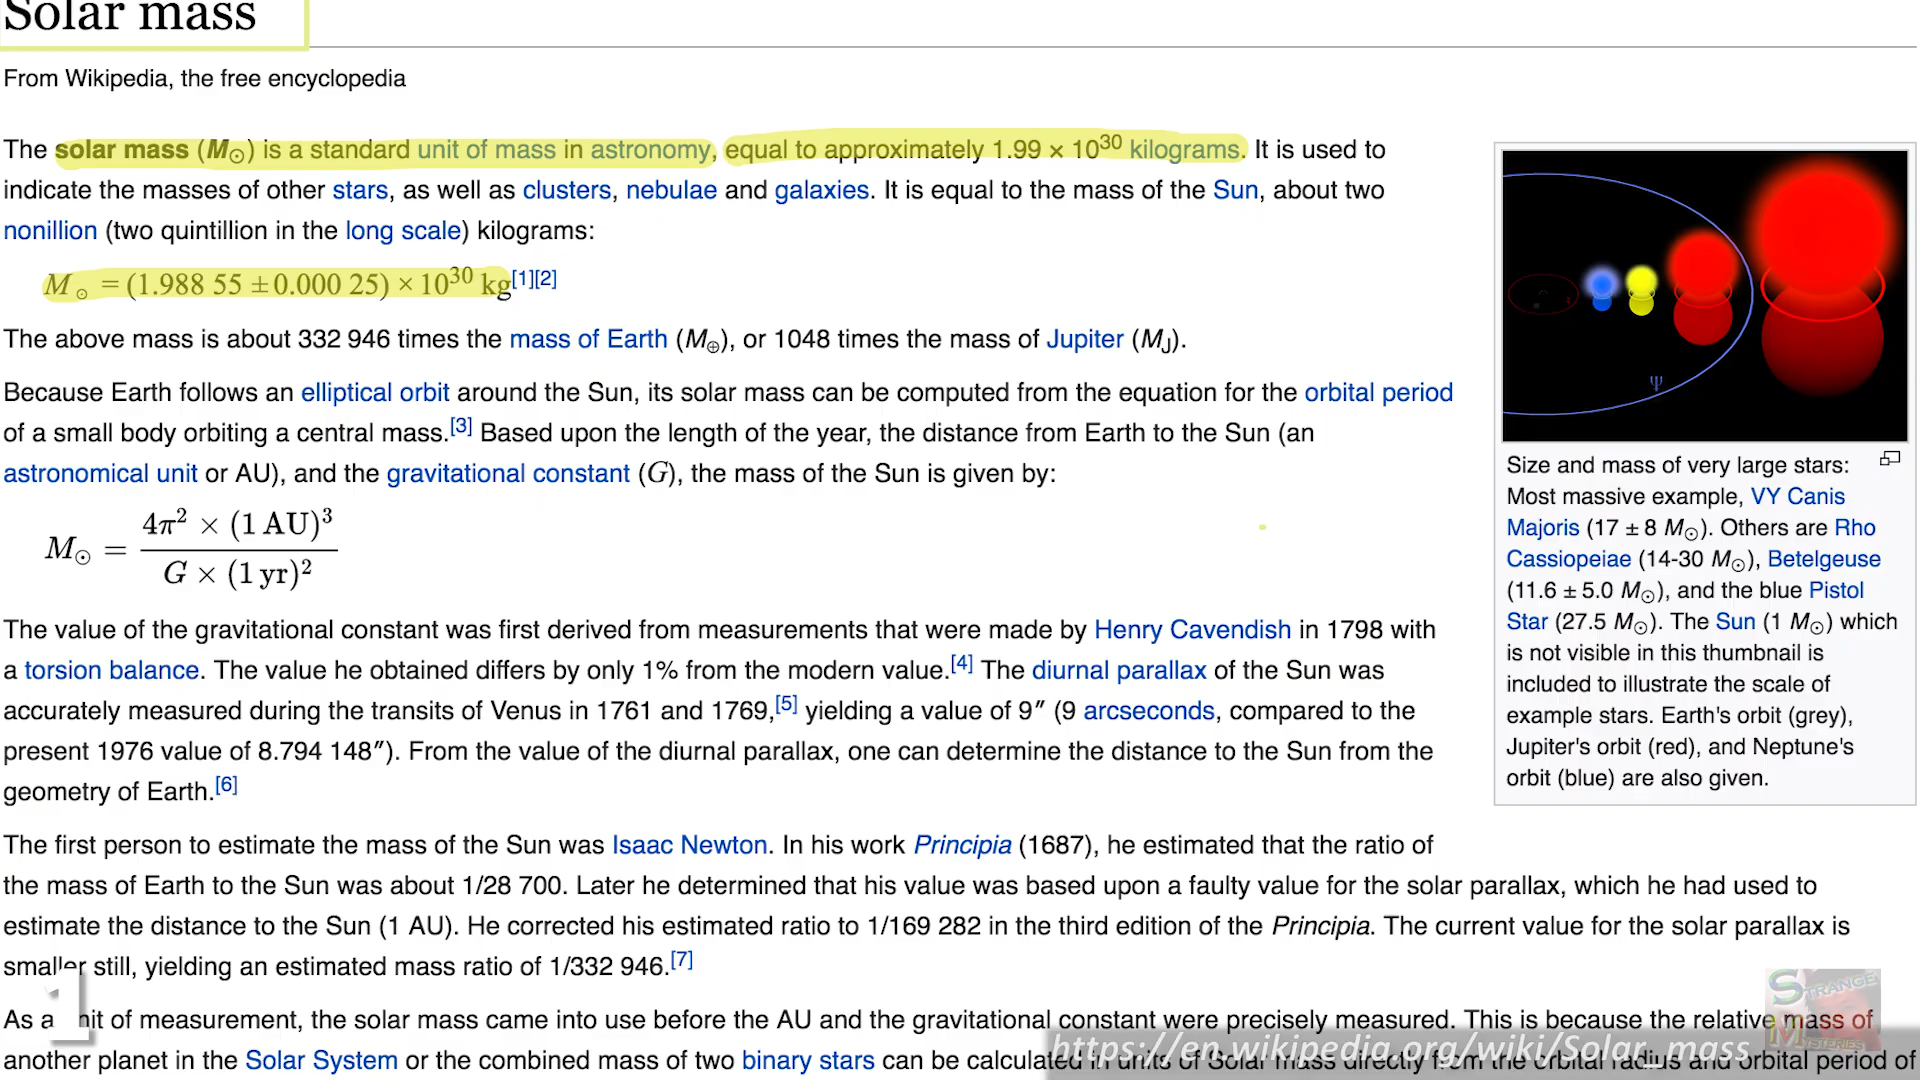 Solar mass
From Wikipedia, the free encyclopedia
The solar mass (M☉) is a standard unit of mass in astronomy, equal to approximately 1.99 × 10³⁰ kilograms. It is used to
indicate the masses of other stars, as well as clusters, nebulae and galaxies. It is equal to the mass of the Sun, about two
nonillion (two quintillion in the long scale) kilograms:
M☉ = (1.988 55 ± 0.000 25) × 10³⁰ kg[1][2]
The above mass is about 332 946 times the mass of Earth (M⊕), or 1048 times the mass of Jupiter (MJ).
Because Earth follows an elliptical orbit around the Sun, its solar mass can be computed from the equation for the orbital period
of a small body orbiting a central mass.[3] Based upon the length of the year, the distance from Earth to the Sun (an
astronomical unit or AU), and the gravitational constant (G), the mass of the Sun is given by:
M☉ = 4π² × (1 AU)³ / G × (1 yr)²
The value of the gravitational constant was first derived from measurements that were made by Henry Cavendish in 1798 with
a torsion balance. The value he obtained differs by only 1% from the modern value.[4] The diurnal parallax of the Sun was
accurately measured during the transits of Venus in 1761 and 1769,[5] yielding a value of 9″ (9 arcseconds, compared to the
present 1976 value of 8.794 148″). From the value of the diurnal parallax, one can determine the distance to the Sun from the
geometry of Earth.[6]
The first person to estimate the mass of the Sun was Isaac Newton. In his work Principia (1687), he estimated that the ratio of
the mass of Earth to the Sun was about 1/28 700. Later he determined that his value was based upon a faulty value for the solar parallax, which he had used to
estimate the distance to the Sun (1 AU). He corrected his estimated ratio to 1/169 282 in the third edition of the Principia. The current value for the solar parallax is
smaller still, yielding an estimated mass ratio of 1/332 946.[7]
As a unit of measurement, the solar mass came into use before the AU and the gravitational constant were precisely measured. This is because the relative mass of
another planet in the Solar System or the combined mass of two binary stars can be calculated in units of Solar mass directly from the orbital radius and orbital period of
Ψ
Size and mass of very large stars:
Most massive example, VY Canis
Majoris (17 ± 8 M☉). Others are Rho
Cassiopeiae (14-30 M☉), Betelgeuse
(11.6 ± 5.0 M☉), and the blue Pistol
Star (27.5 M☉). The Sun (1 M☉) which
is not visible in this thumbnail is
included to illustrate the scale of
example stars. Earth's orbit (grey),
Jupiter's orbit (red), and Neptune's
orbit (blue) are also given.
1
STRANGE
MYSTERIES
https://en.wikipedia.org/wiki/Solar_mass